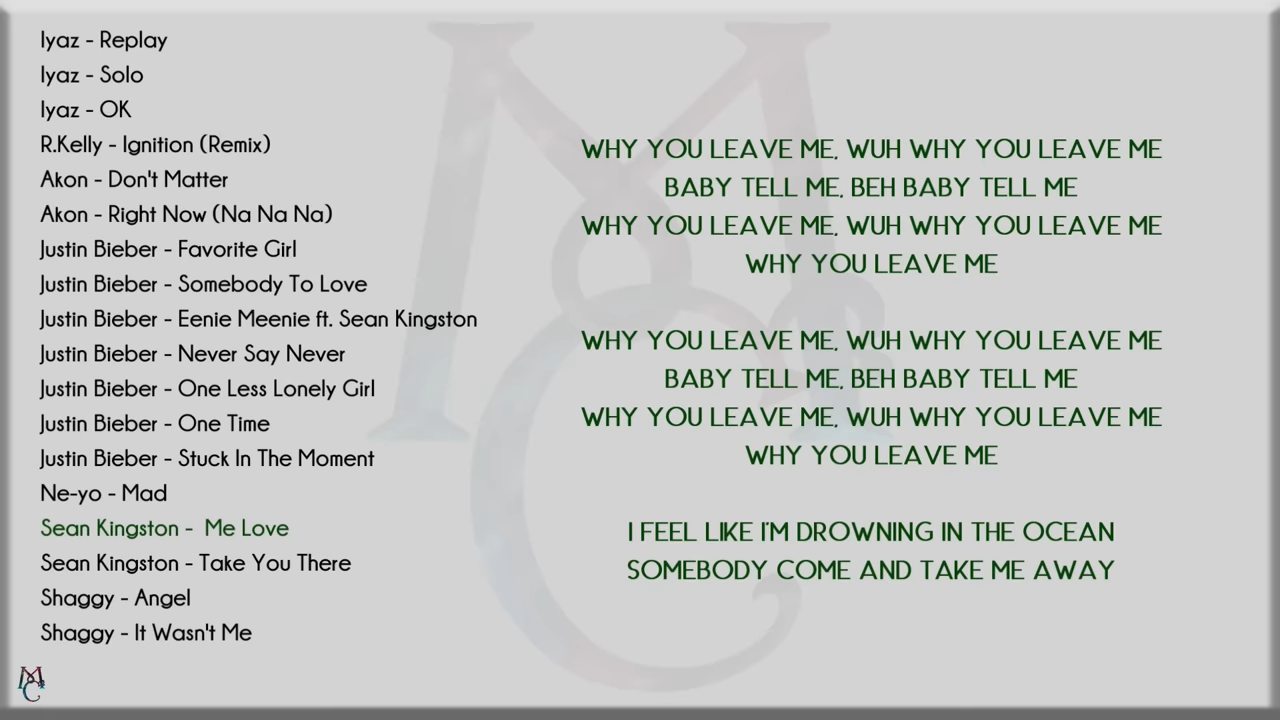 Iyaz - Replay
Iyaz - Solo
Iyaz - OK
R.Kelly - Ignition (Remix)
Akon - Don't Matter
Akon - Right Now (Na Na Na)
Justin Bieber - Favorite Girl
Justin Bieber - Somebody To Love
Justin Bieber - Eenie Meenie ft. Sean Kingston
Justin Bieber - Never Say Never
Justin Bieber - One Less Lonely Girl
Justin Bieber - One Time
Justin Bieber - Stuck In The Moment
Ne-yo - Mad
Sean Kingston -  Me Love
Sean Kingston - Take You There
Shaggy - Angel
Shaggy - It Wasn't Me
WHY YOU LEAVE ME, WUH WHY YOU LEAVE ME
BABY TELL ME, BEH BABY TELL ME
WHY YOU LEAVE ME, WUH WHY YOU LEAVE ME
WHY YOU LEAVE ME
WHY YOU LEAVE ME, WUH WHY YOU LEAVE ME
BABY TELL ME, BEH BABY TELL ME
WHY YOU LEAVE ME, WUH WHY YOU LEAVE ME
WHY YOU LEAVE ME
I FEEL LIKE I'M DROWNING IN THE OCEAN
SOMEBODY COME AND TAKE ME AWAY
MC